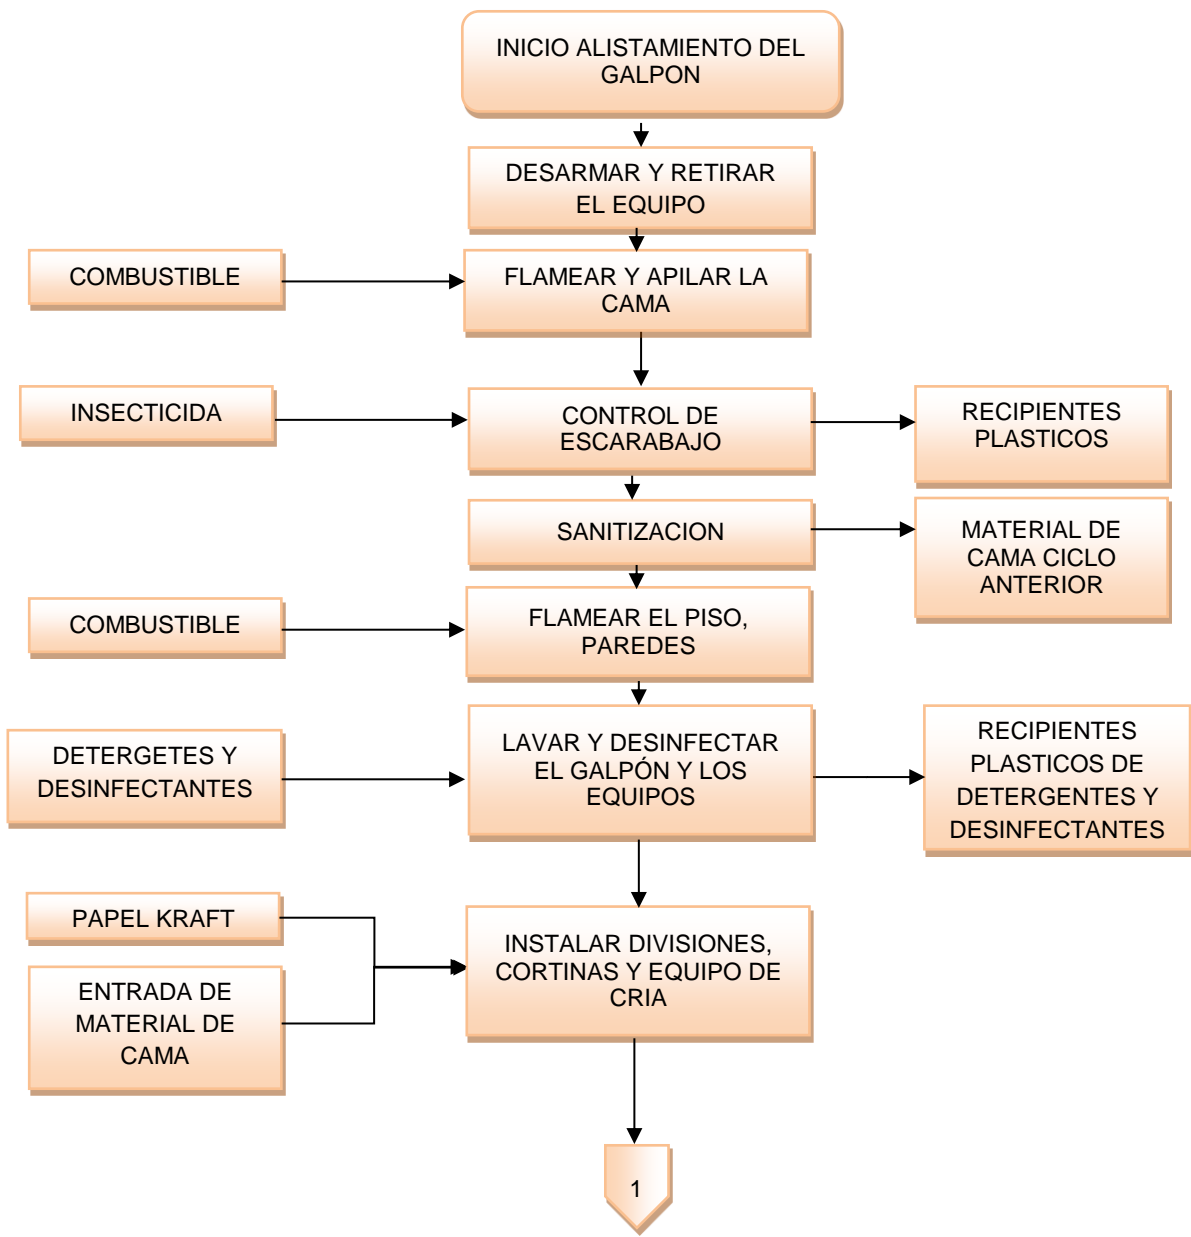 INICIO ALISTAMIENTO DEL
GALPON
DESARMAR Y RETIRAR
EL EQUIPO
COMBUSTIBLE
FLAMEAR Y APILAR LA
CAMA
INSECTICIDA
CONTROL DE
ESCARABAJO
RECIPIENTES
PLASTICOS
SANITIZACION
MATERIAL DE
CAMA CICLO
ANTERIOR
COMBUSTIBLE
FLAMEAR EL PISO,
PAREDES
DETERGETES Y
DESINFECTANTES
LAVAR Y DESINFECTAR
EL GALPÓN Y LOS
EQUIPOS
RECIPIENTES
PLASTICOS DE
DETERGENTES Y
DESINFECTANTES
PAPEL KRAFT
ENTRADA DE
MATERIAL DE
CAMA
INSTALAR DIVISIONES,
CORTINAS Y EQUIPO DE
CRIA
1